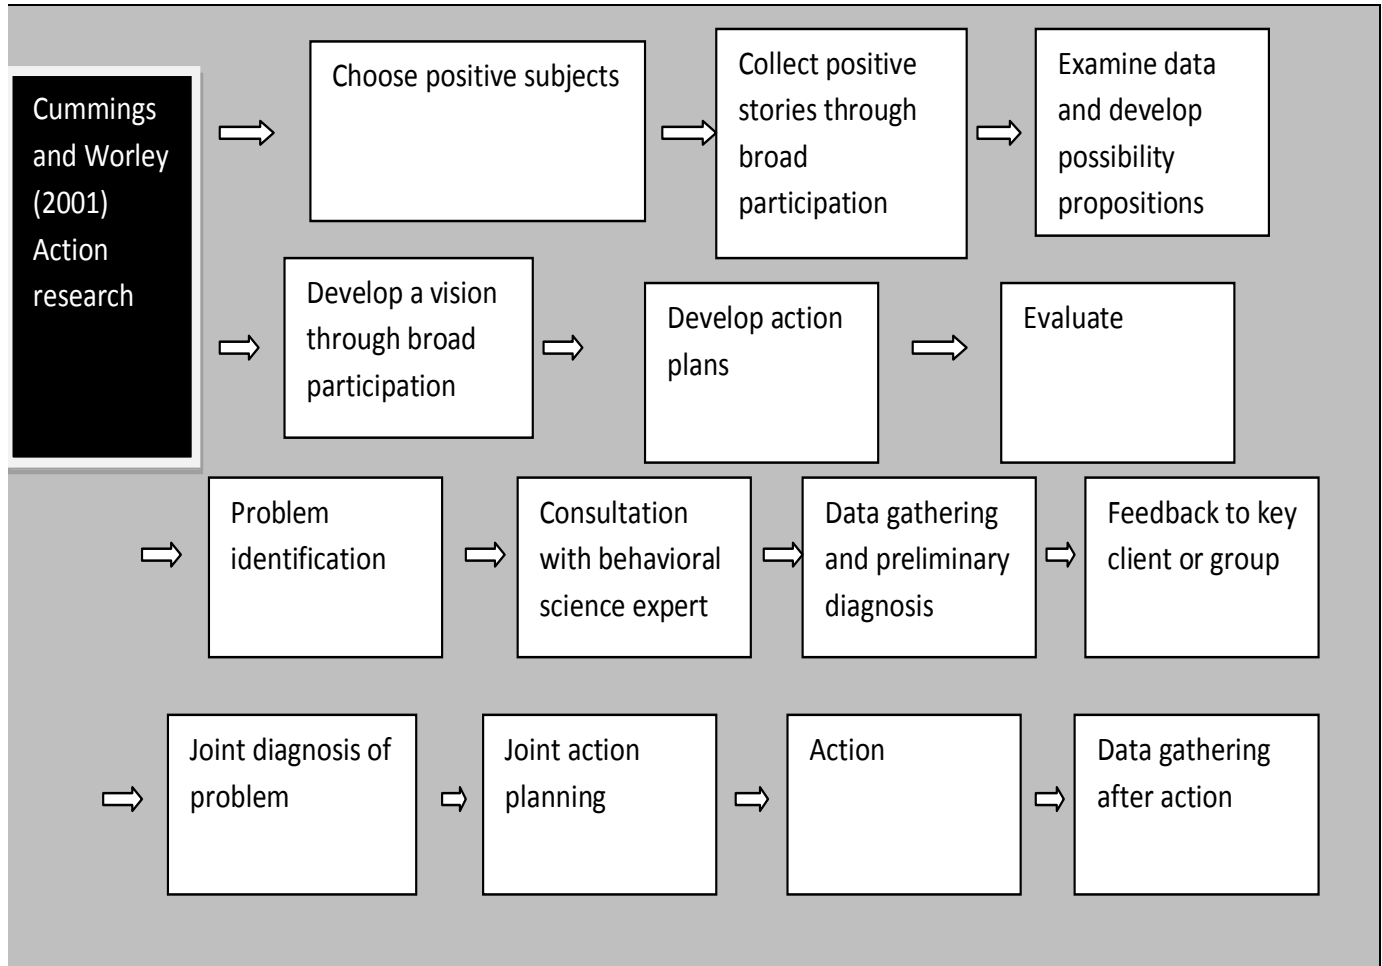 Cummings
and Worley
(2001)
Action
research
Choose positive subjects
Collect positive
stories through
broad
participation
Examine data
and develop
possibility
propositions
Develop a vision
through broad
participation
Develop action
plans
Evaluate
Problem
identification
Consultation
with behavioral
science expert
Data gathering
and preliminary
diagnosis
Feedback to key
client or group
Joint diagnosis of
problem
Joint action
planning
Action
Data gathering
after action